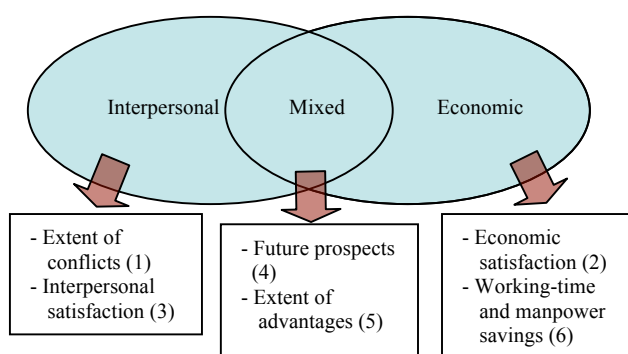 Interpersonal
Mixed
Economic
- Extent of
conflicts (1)
- Interpersonal
satisfaction (3)
- Future prospects
(4)
- Extent of
advantages (5)
- Economic
satisfaction (2)
- Working-time
and manpower
savings (6)